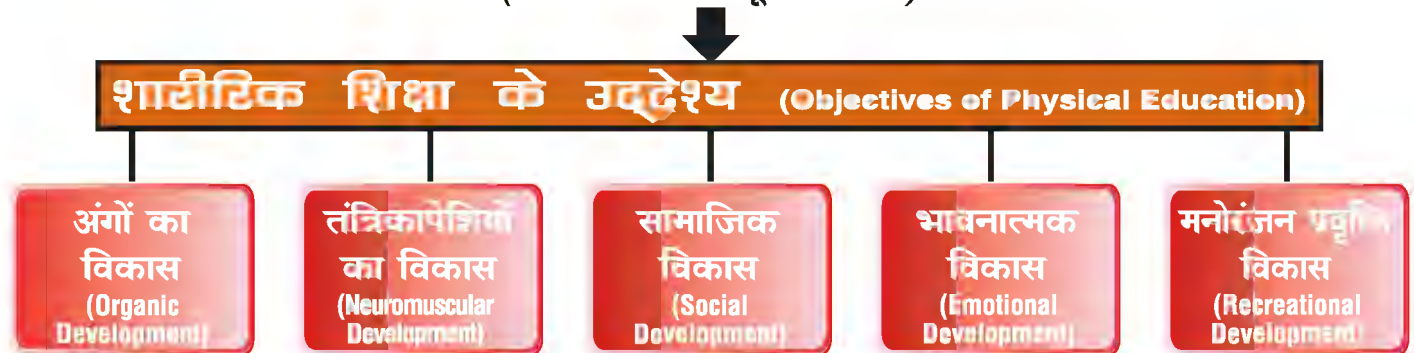 शारीरिक शिक्षा के उद्देश्य (Objectives of Physical Education)
अंगों का
विकास
(Organic
Development)
तंत्रिकापेशियों
का विकास
(Neuromuscular
Development)
सामाजिक
विकास
(Social
Development)
भावनात्मक
विकास
(Emotional
Development)
मनोरंजन प्रवृत्ति
विकास
(Recreational
Development)